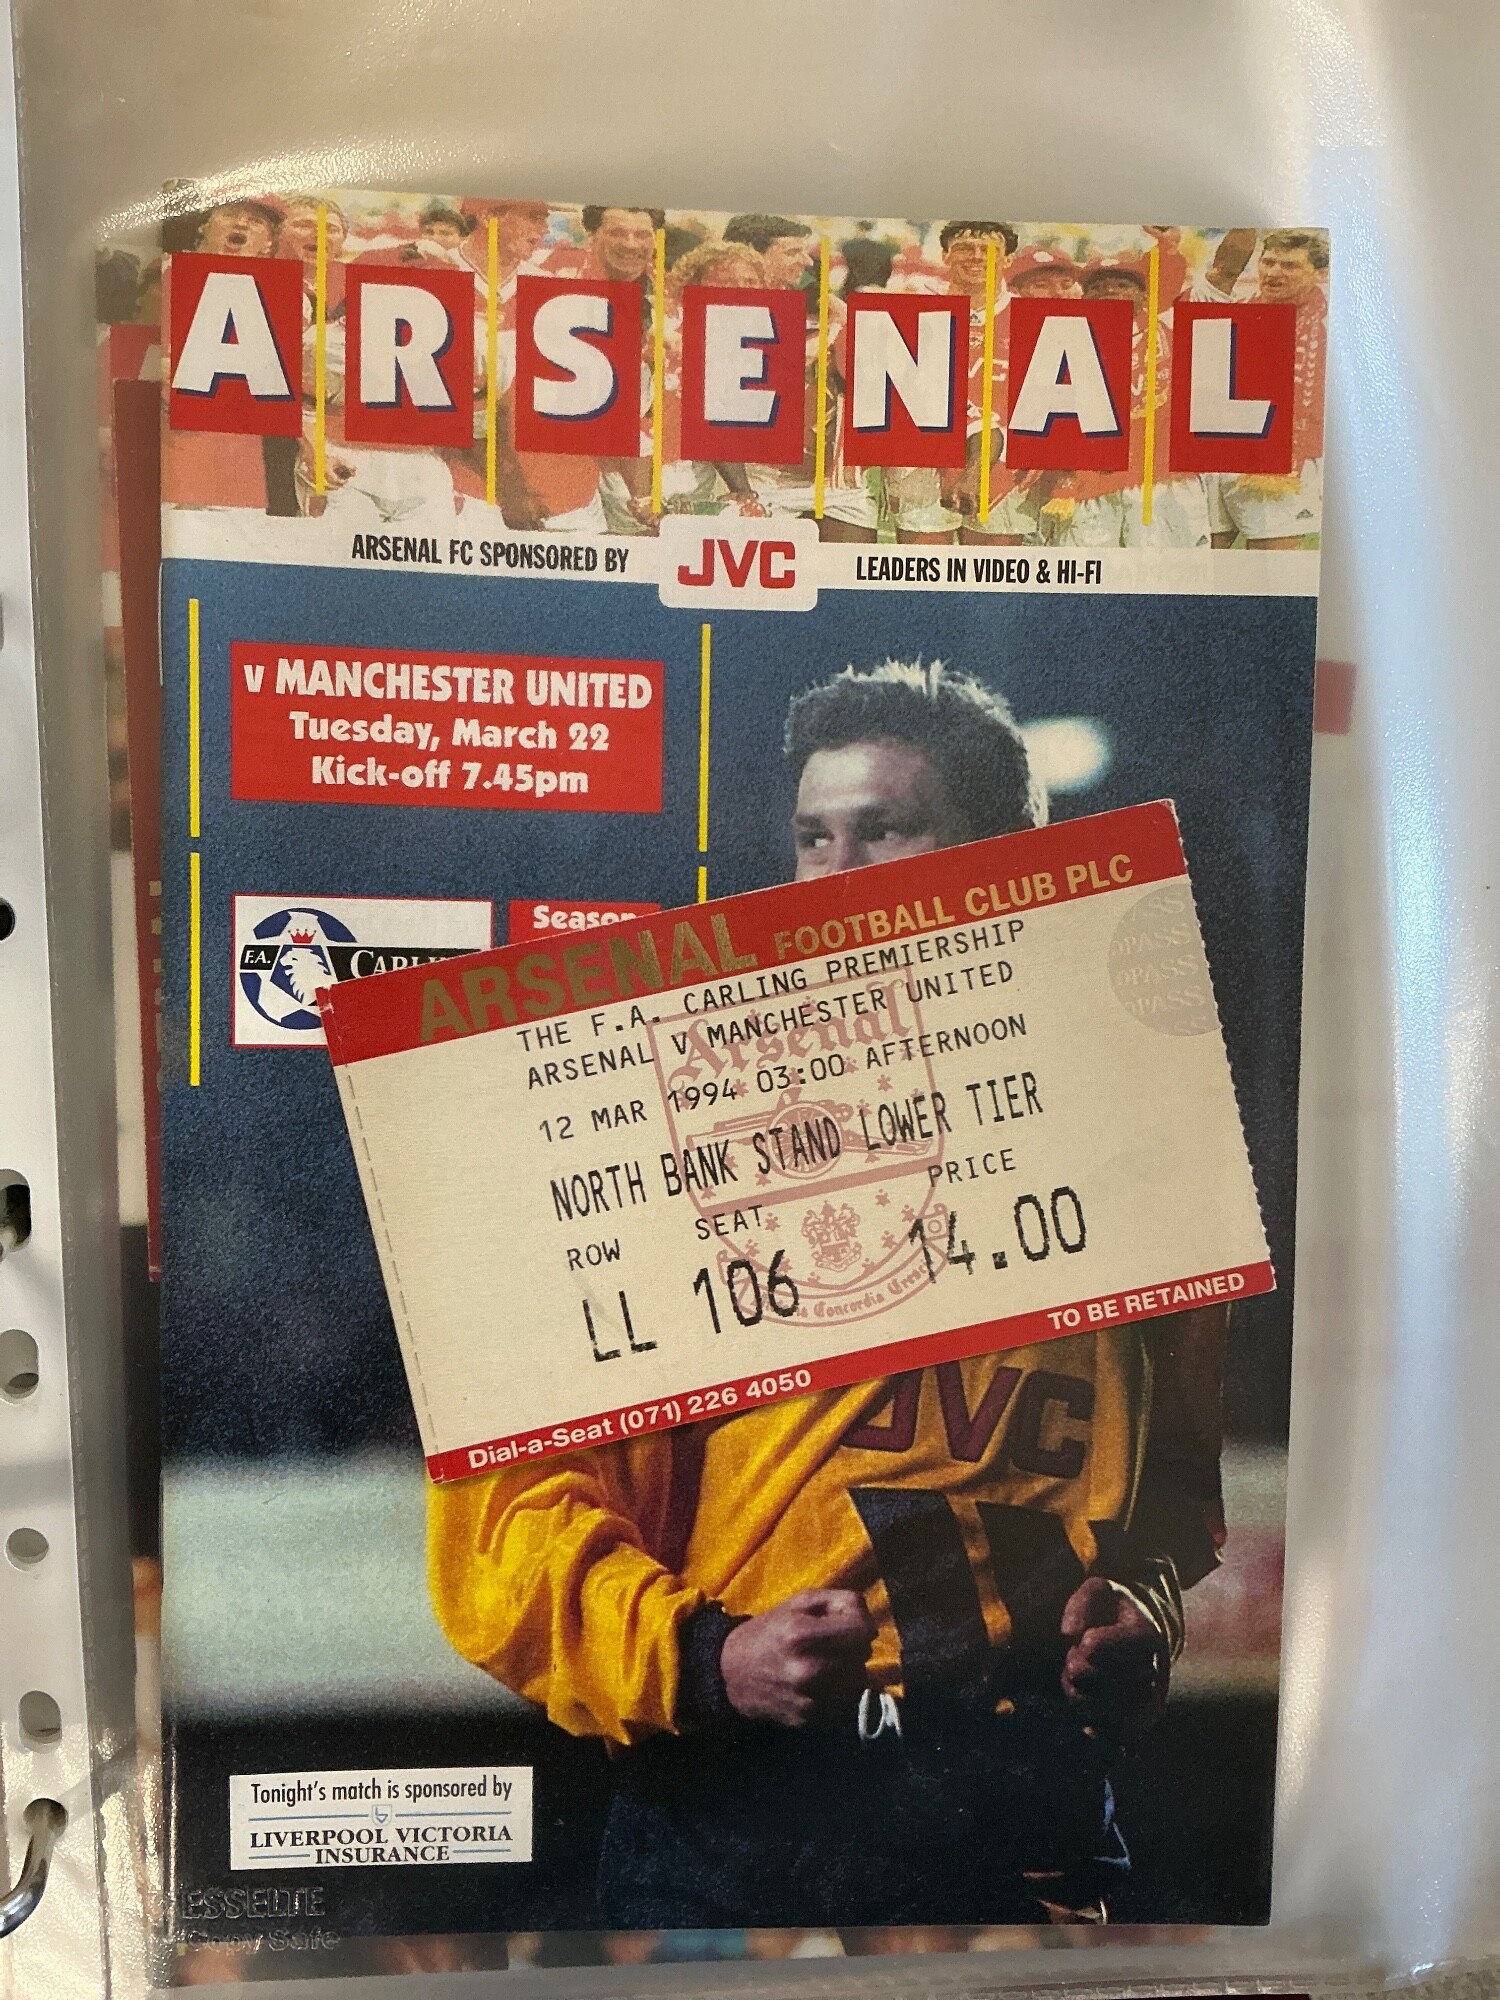 ARSENAL
ARSENAL FC SPONSORED BY JVC LEADERS IN VIDEO & HI-FI
v MANCHESTER UNITED
Tuesday, March 22
Kick-off 7.45pm
F.A.
Season
ARSENAL FOOTBALL CLUB PLC
THE F.A. CARLING PREMIERSHIP
ARSENAL V MANCHESTER UNITED
12 MAR 1994 03:00 AFTERNOON
NORTH BANK STAND LOWER TIER
ROW SEAT PRICE
LL 106 14.00
Arsenal
Concordia
TO BE RETAINED
Dial-a-Seat (071) 226 4050
JVC
Tonight's match is sponsored by
LIVERPOOL VICTORIA
INSURANCE
ESSELTE
Copy Safe